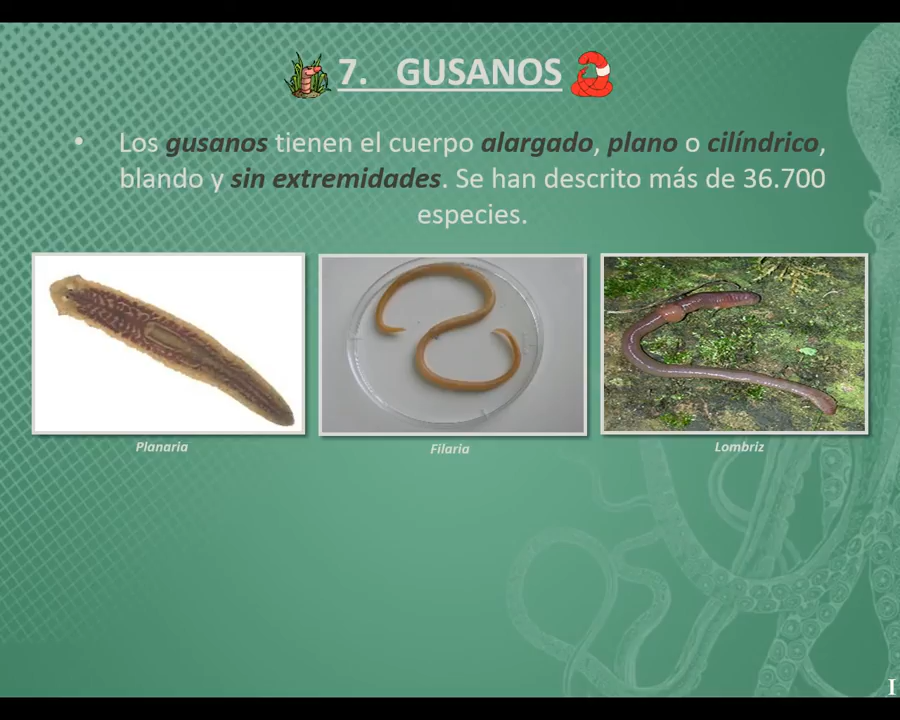 7. GUSANOS
• Los gusanos tienen el cuerpo alargado, plano o cilíndrico,
blando y sin extremidades. Se han descrito más de 36.700
especies.
Planaria
Filaria
Lombriz
I